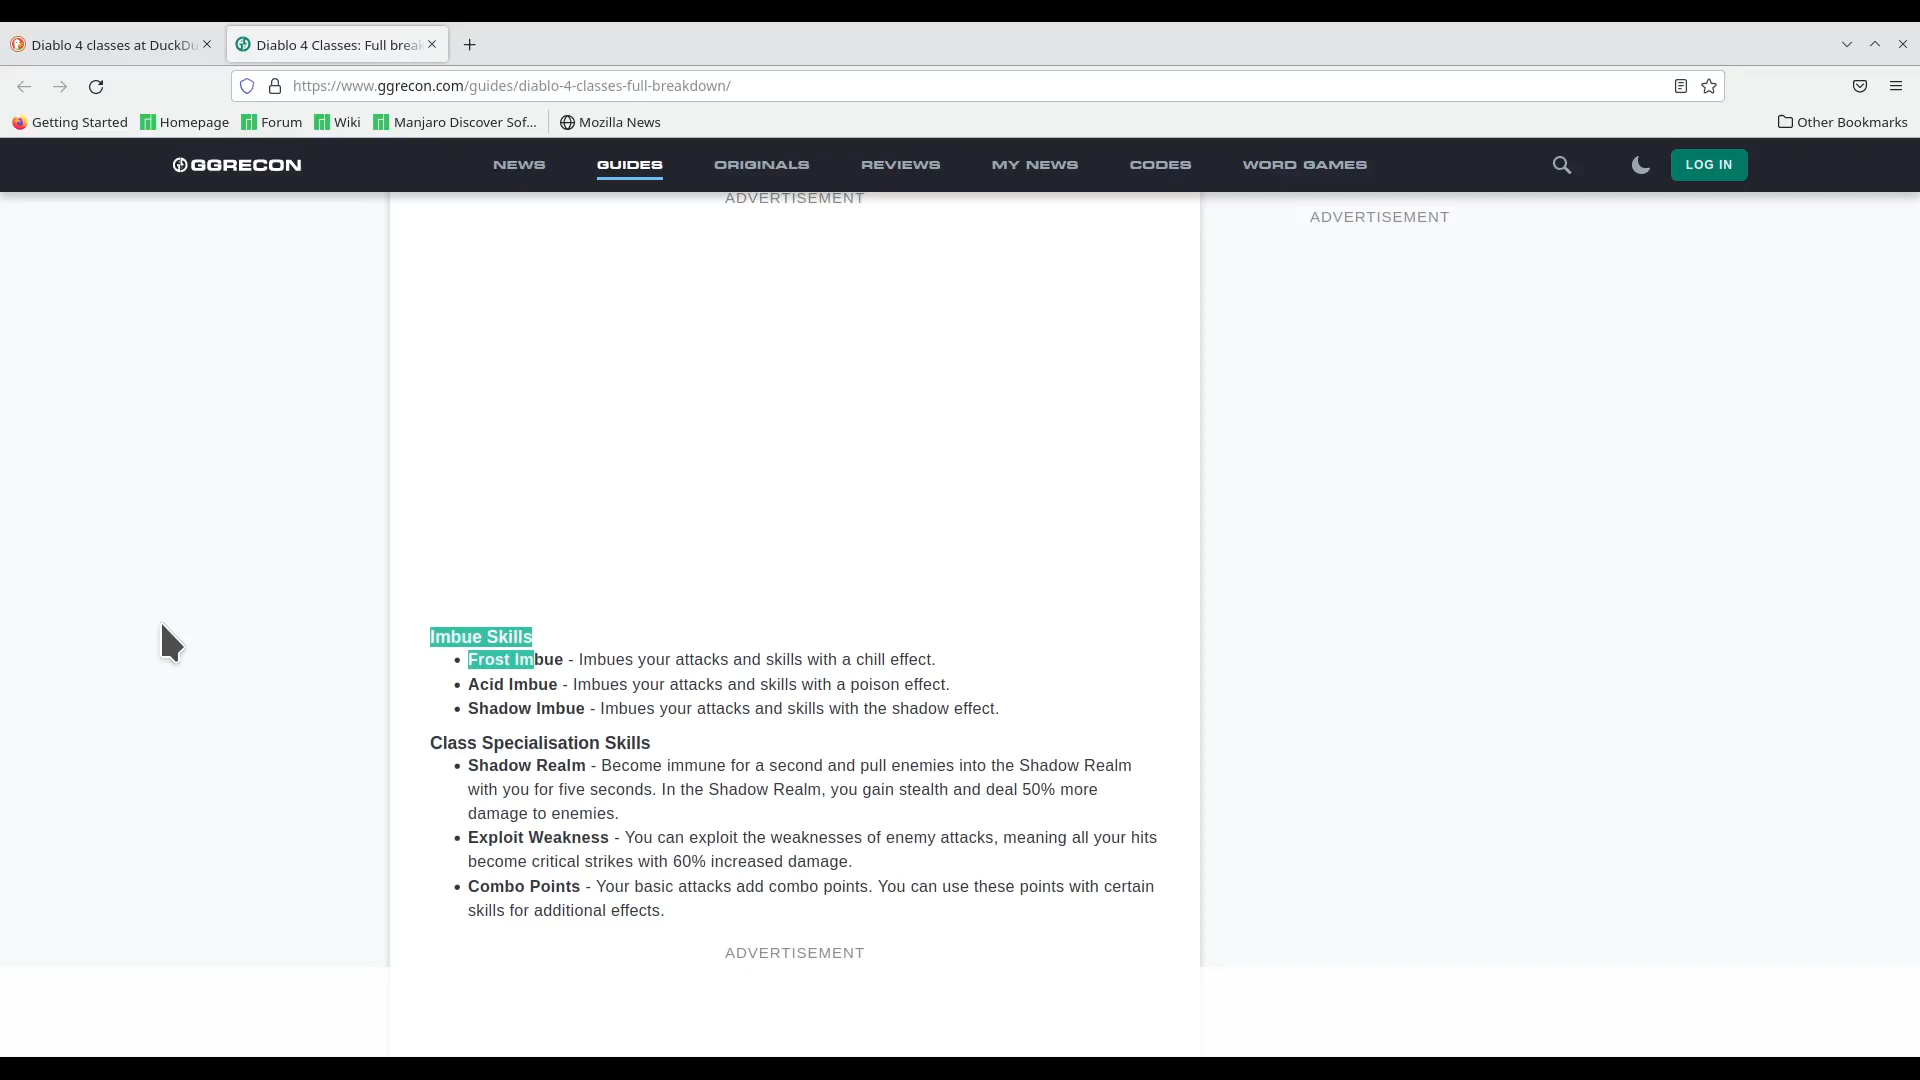 Diablo 4 classes at DuckDu
Diablo 4 Classes: Full break
https://www.ggrecon.com/guides/diablo-4-classes-full-breakdown/
Getting Started
Homepage
Forum
Wiki
Manjaro Discover Sof...
Mozilla News
Other Bookmarks
GGRECON
NEWS
GUIDES
ORIGINALS
REVIEWS
MY NEWS
CODES
WORD GAMES
LOG IN
ADVERTISEMENT
ADVERTISEMENT
Imbue Skills
• Frost Imbue - Imbues your attacks and skills with a chill effect.
• Acid Imbue - Imbues your attacks and skills with a poison effect.
• Shadow Imbue - Imbues your attacks and skills with the shadow effect.
Class Specialisation Skills
• Shadow Realm - Become immune for a second and pull enemies into the Shadow Realm
with you for five seconds. In the Shadow Realm, you gain stealth and deal 50% more
damage to enemies.
• Exploit Weakness - You can exploit the weaknesses of enemy attacks, meaning all your hits
become critical strikes with 60% increased damage.
• Combo Points - Your basic attacks add combo points. You can use these points with certain
skills for additional effects.
ADVERTISEMENT